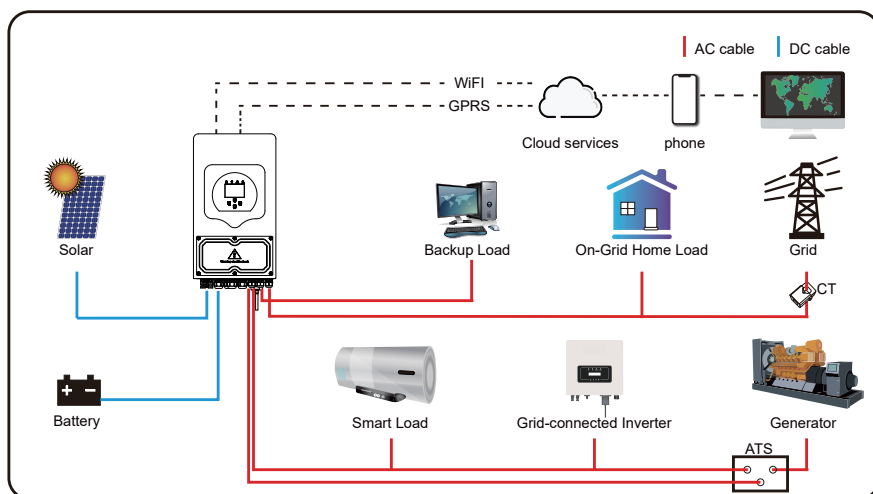 AC cable
DC cable
WiFI
GPRS
Cloud services
phone
Solar
Backup Load
On-Grid Home Load
Grid
CT
Battery
Smart Load
Grid-connected Inverter
Generator
ATS